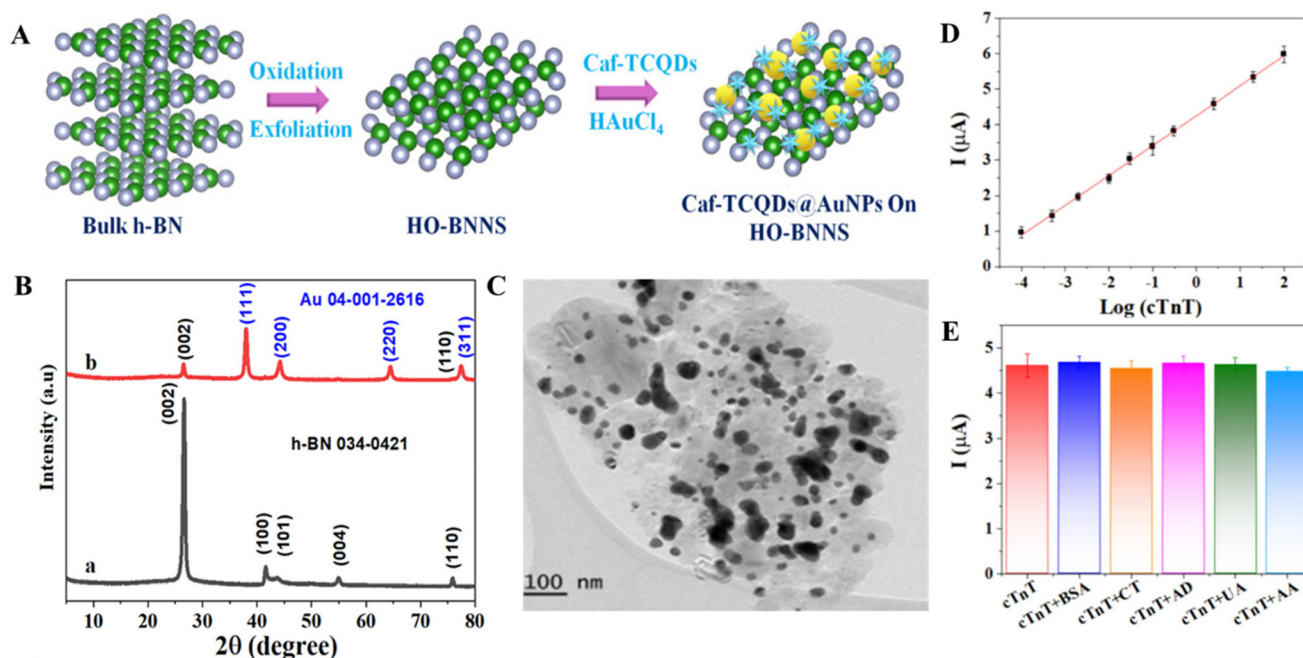 A
Oxidation
Exfoliation
Caf-TCQDs
HAuCl4
Bulk h-BN
HO-BNNS
Caf-TCQDs@AuNPs On
HO-BNNS
B
Intensity (a.u)
Au 04-001-2616
b
(002)
(111)
(200)
(220)
(110)
(311)
h-BN 034-0421
a
(002)
(100)
(101)
(004)
(110)
10 20 30 40 50 60 70 80
2θ (degree)
C
100 nm
D
I (μA)
7
6
5
4
3
2
1
0
-4 -3 -2 -1 0 1 2
Log (cTnT)
E
I (μA)
5
4
3
2
1
0
cTnT
cTnT+BSA
cTnT+CT
cTnT+AD
cTnT+UA
cTnT+AA